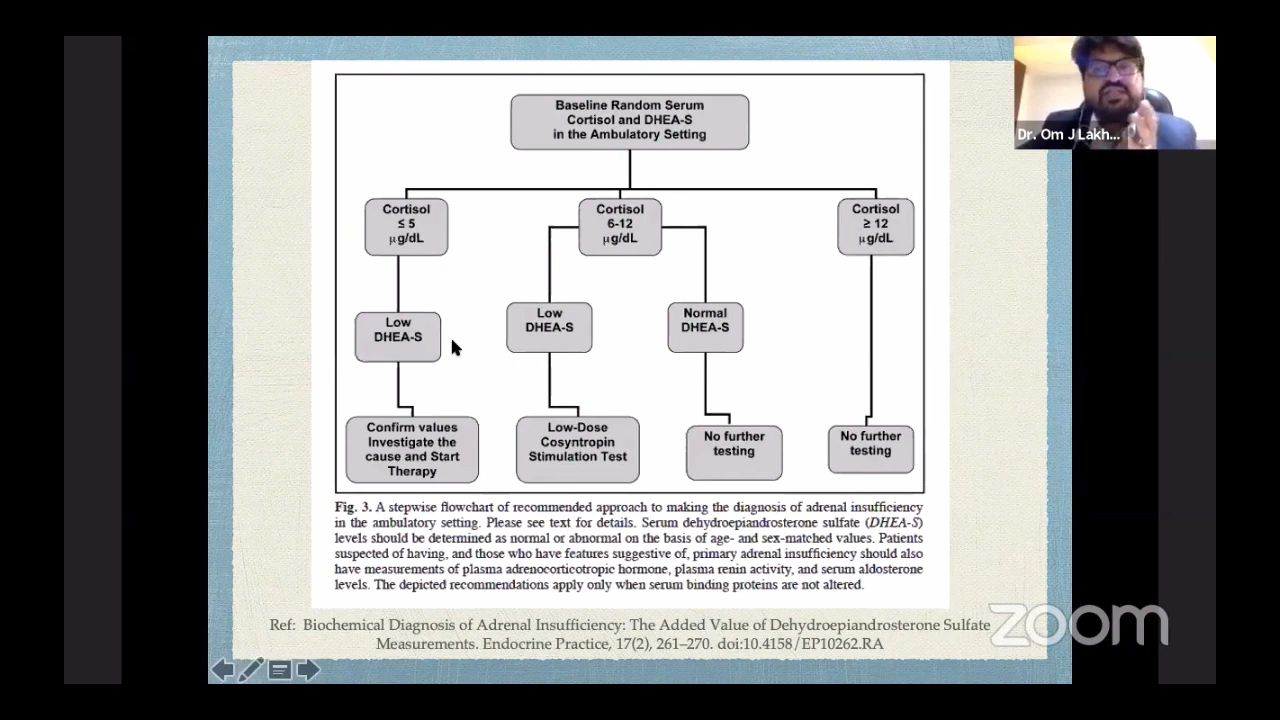 Baseline Random Serum
Cortisol and DHEA-S
in the Ambulatory Setting
Cortisol
≤ 5
µg/dL
Cortisol
6-12
µg/dL
Cortisol
≥ 12
µg/dL
Low
DHEA-S
Low
DHEA-S
Normal
DHEA-S
Confirm values
Investigate the
cause and Start
Therapy
Low-Dose
Cosyntropin
Stimulation Test
No further
testing
No further
testing
Fig. 3. A stepwise flowchart of recommended approach to making the diagnosis of adrenal insufficiency
in the ambulatory setting. Please see text for details. Serum dehydroepiandrosterone sulfate (DHEA-S)
levels should be determined as normal or abnormal on the basis of age- and sex-matched values. Patients
suspected of having, and those who have features suggestive of, primary adrenal insufficiency should also
have measurements of plasma adrenocorticotropic hormone, plasma renin activity, and serum aldosterone
levels. The depicted recommendations apply only when serum binding proteins are not altered.
Ref: Biochemical Diagnosis of Adrenal Insufficiency: The Added Value of Dehydroepiandrosterone Sulfate
Measurements. Endocrine Practice, 17(2), 261–270. doi:10.4158/EP10262.RA
Dr. Om J Lakh...
zoom